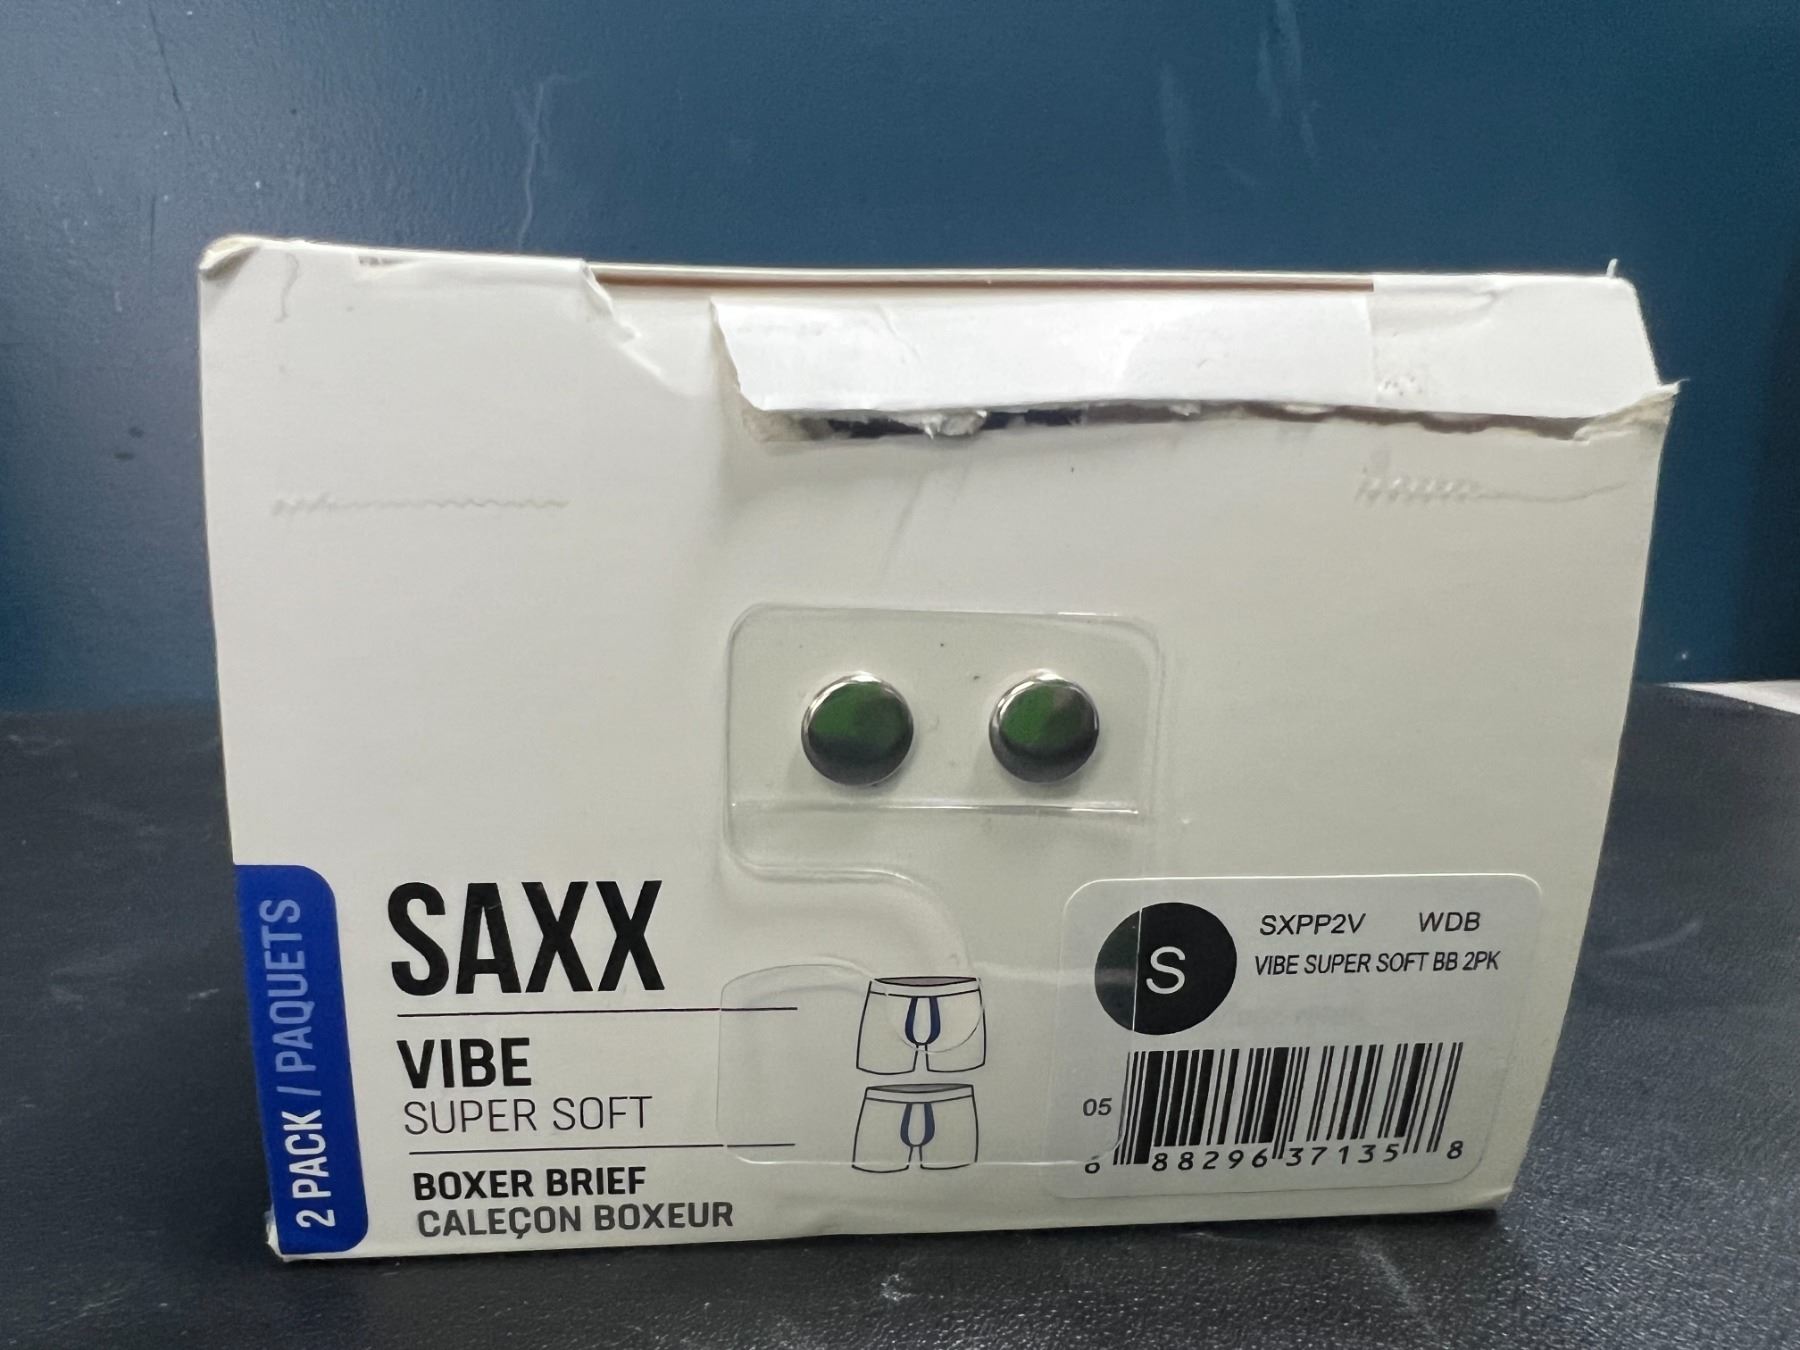 2 PACK / PAQUETS
SAXX
VIBE
SUPER SOFT
BOXER BRIEF
CALEÇON BOXEUR
S
SXPP2V WDB
VIBE SUPER SOFT BB 2PK
05
6 88296 37135 8